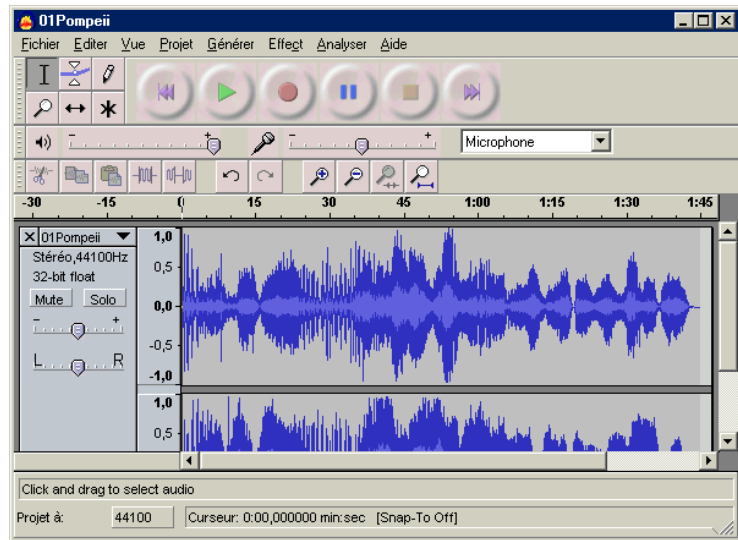 01Pompeii
Fichier Editer Vue Projet Générer Effect Analyser Aide
- + - + Microphone
-30 -15 0 15 30 45 1:00 1:15 1:30 1:45
X 01Pompeii
Stéréo,44100Hz
32-bit float
Mute Solo
- +
L R
1,0
0,5
0,0
-0,5
-1,0
1,0
0,5
Click and drag to select audio
Projet à: 44100 Curseur: 0:00,000000 min:sec [Snap-To Off]